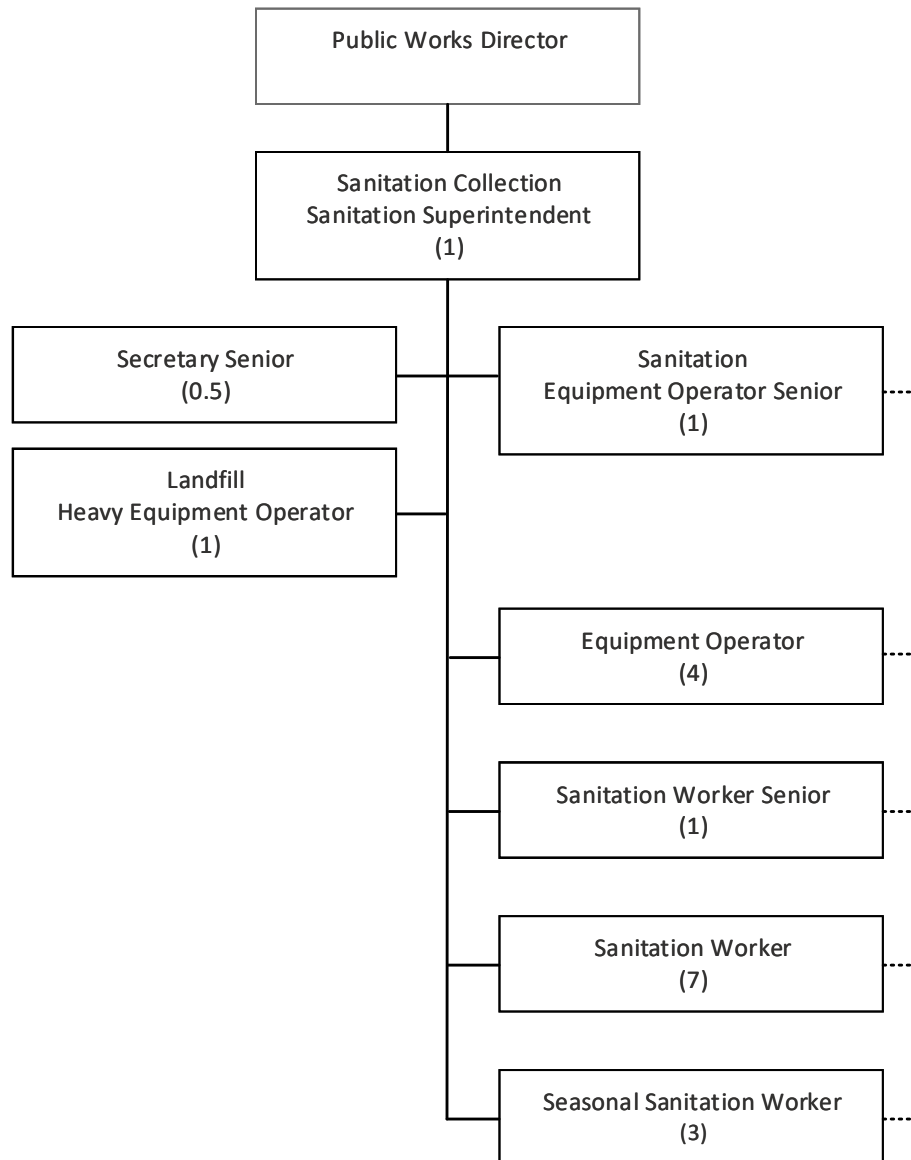 Public Works Director
Sanitation Collection
Sanitation Superintendent
(1)
Secretary Senior
(0.5)
Sanitation
Equipment Operator Senior
(1)
Landfill
Heavy Equipment Operator
(1)
Equipment Operator
(4)
Sanitation Worker Senior
(1)
Sanitation Worker
(7)
Seasonal Sanitation Worker
(3)